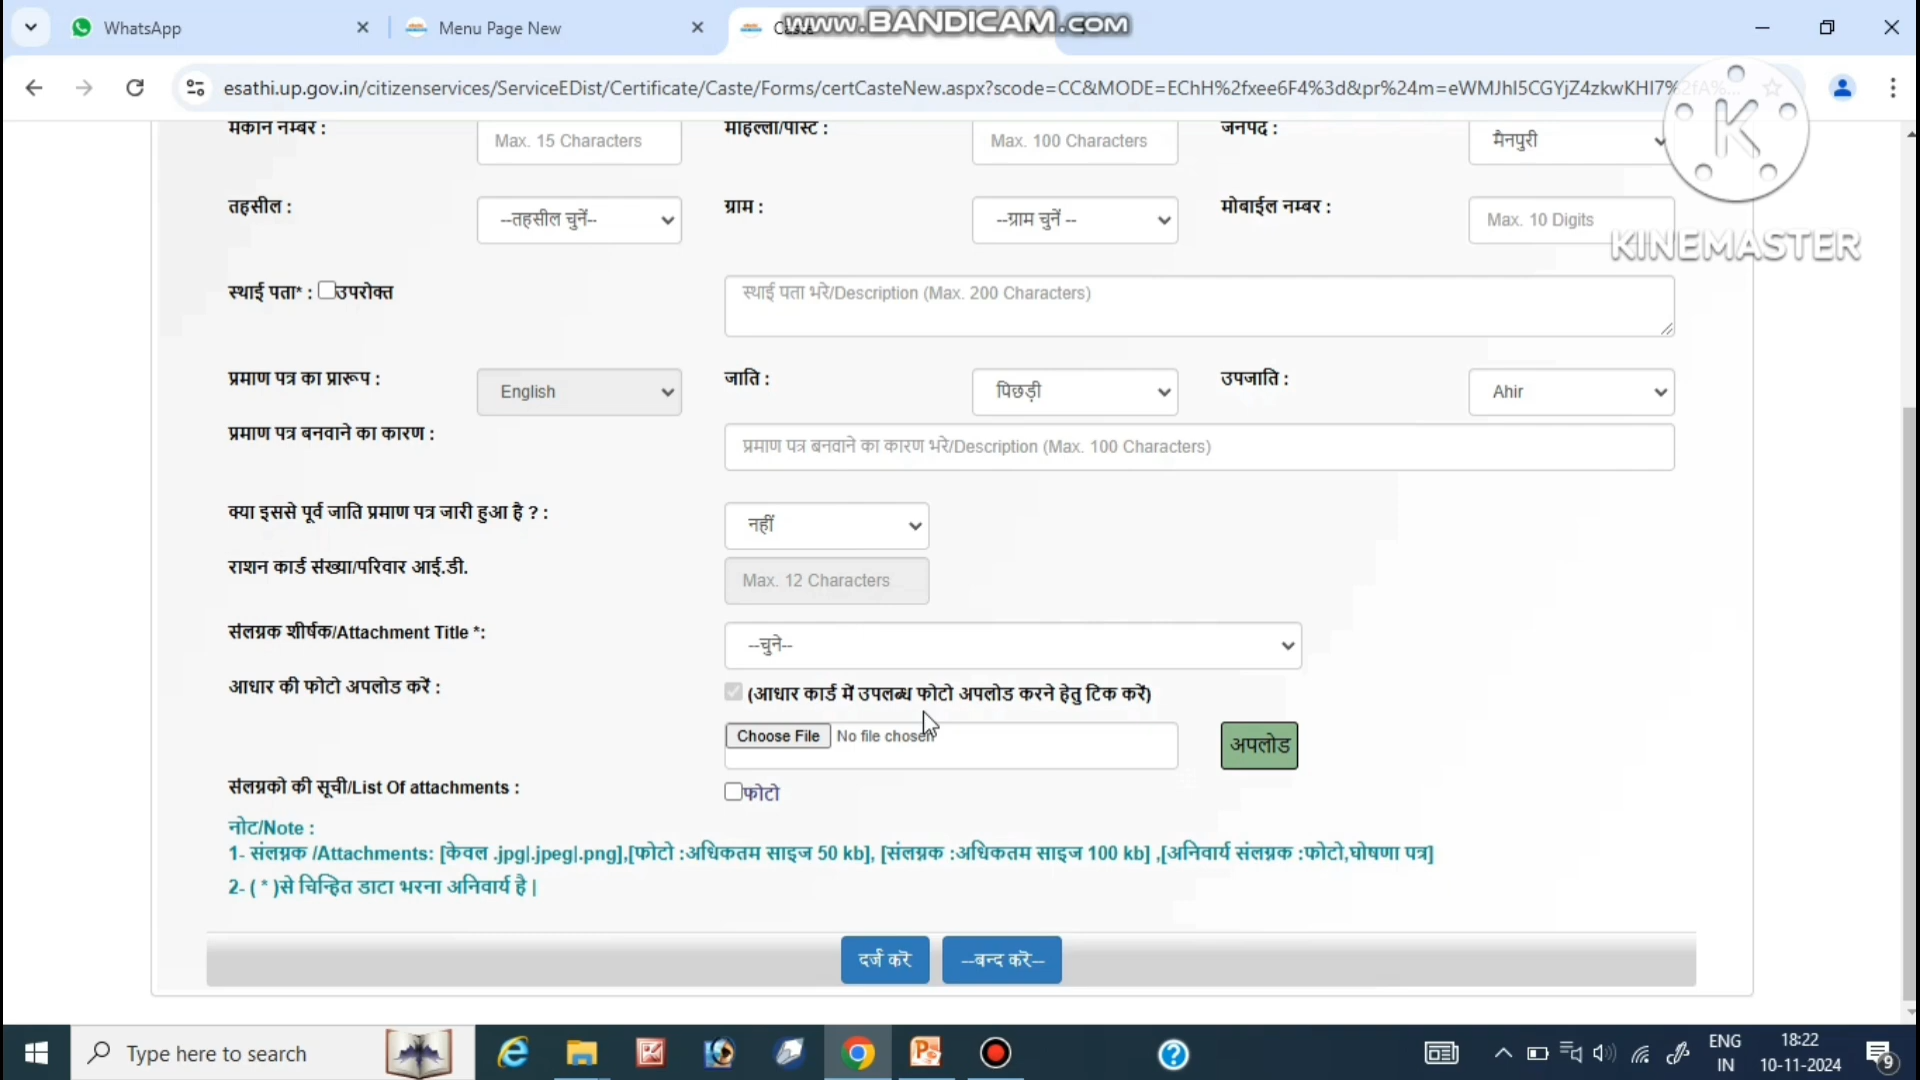 WhatsApp
Menu Page New
www.BANDICAM.com
esathi.up.gov.in/citizenservices/ServiceEDist/Certificate/Caste/Forms/certCasteNew.aspx?scode=CC&MODE=EChH%2fxee6F4%3d&pr%24m=eWMJhI5CGYjZ4zkwKHI7%2fA%...
K
KINEMASTER
मकान नम्बर : Max. 15 Characters मोहल्ला/पोस्ट : Max. 100 Characters जनपद : मैनपुरी
तहसील : --तहसील चुनें-- ग्राम : --ग्राम चुनें -- मोबाईल नम्बर : Max. 10 Digits
स्थाई पता* : उपरोक्त स्थाई पता भरे/Description (Max. 200 Characters)
प्रमाण पत्र का प्रारूप : English जाति : पिछड़ी उपजाति : Ahir
प्रमाण पत्र बनवाने का कारण : प्रमाण पत्र बनवाने का कारण भरे/Description (Max. 100 Characters)
क्या इससे पूर्व जाति प्रमाण पत्र जारी हुआ है ? : नहीं
राशन कार्ड संख्या/परिवार आई.डी. Max. 12 Characters
संलग्नक शीर्षक/Attachment Title *: --चुने--
आधार की फोटो अपलोड करें : (आधार कार्ड में उपलब्ध फोटो अपलोड करने हेतु टिक करें)
Choose File No file chosen अपलोड
संलग्नको की सूची/List Of attachments : फोटो
नोट/Note :
1- संलग्नक /Attachments: [केवल .jpg|.jpeg|.png],[फोटो :अधिकतम साइज 50 kb], [संलग्नक :अधिकतम साइज 100 kb] ,[अनिवार्य संलग्नक :फोटो,घोषणा पत्र]
2- ( * )से चिन्हित डाटा भरना अनिवार्य है |
दर्ज करें --बन्द करें--
Type here to search
ENG 18:22
IN 10-11-2024 9